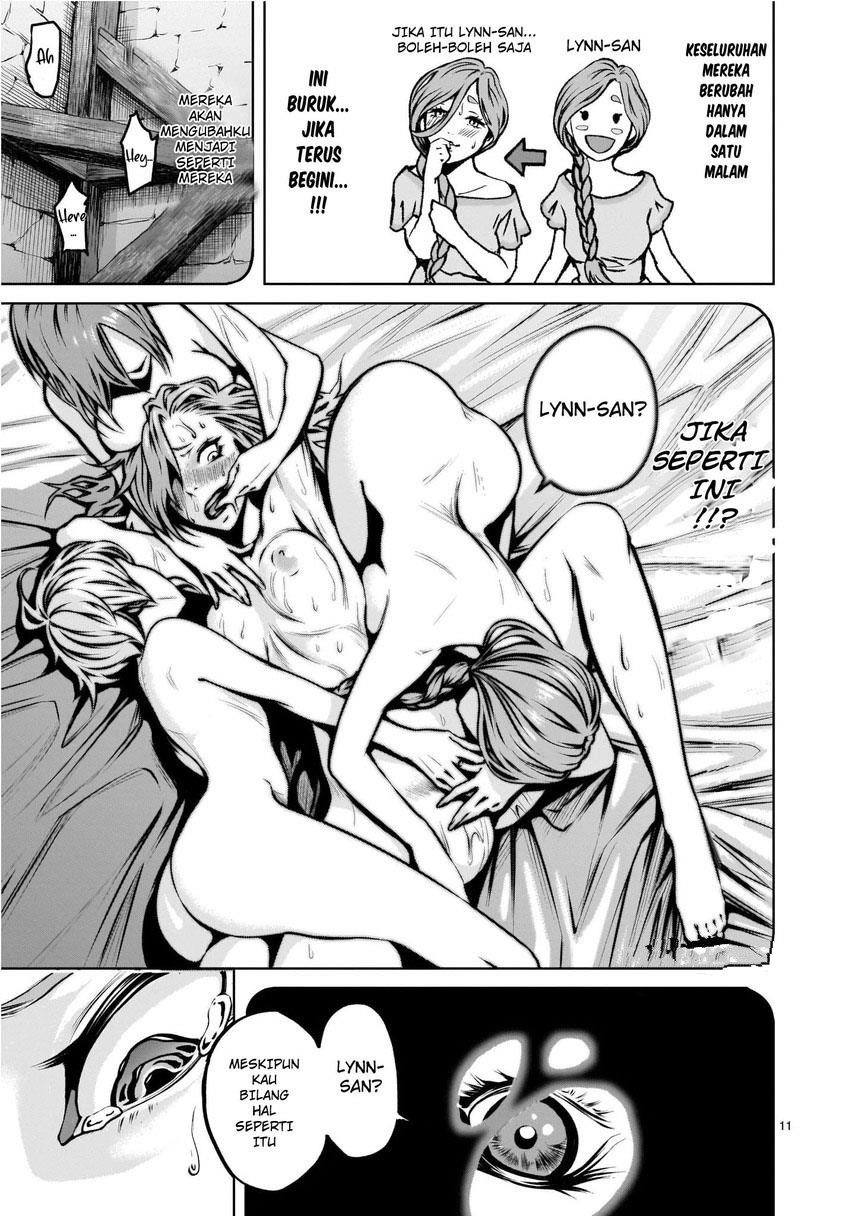 KESELURUHAN
MEREKA
BERUBAH
HANYA
DALAM
SATU
MALAM
LYNN-SAN
JIKA ITU LYNN-SAN...
BOLEH-BOLEH SAJA
INI
BURUK...
JIKA
TERUS
BEGINI...
!!!
MEREKA
AKAN
MENGUBAHKU
MENJADI
SEPERTI
MEREKA
Ah
Hey...
Here
...
JIKA
SEPERTI
INI
!!?
LYNN-SAN?
LYNN-
SAN?
MESKIPUN
KAU
BILANG
HAL
SEPERTI
ITU
11